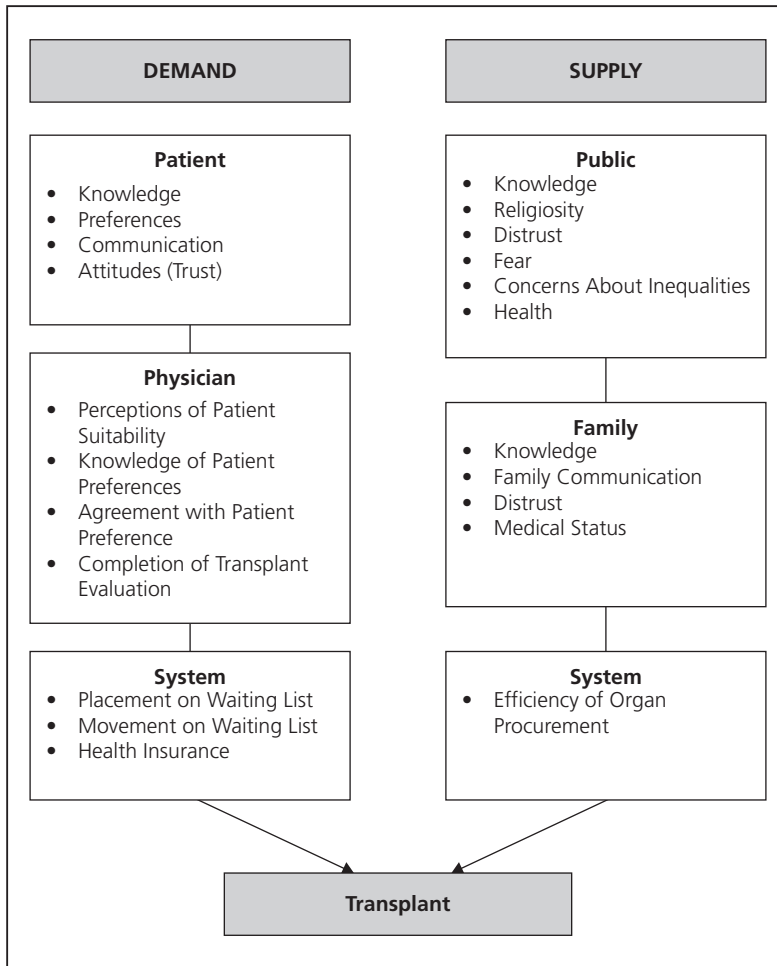 DEMAND
Patient
• Knowledge
• Preferences
• Communication
• Attitudes (Trust)
Physician
• Perceptions of Patient
Suitability
• Knowledge of Patient
Preferences
• Agreement with Patient
Preference
• Completion of Transplant
Evaluation
System
• Placement on Waiting List
• Movement on Waiting List
• Health Insurance
SUPPLY
Public
• Knowledge
• Religiosity
• Distrust
• Fear
• Concerns About Inequalities
• Health
Family
• Knowledge
• Family Communication
• Distrust
• Medical Status
System
• Efficiency of Organ
Procurement
Transplant